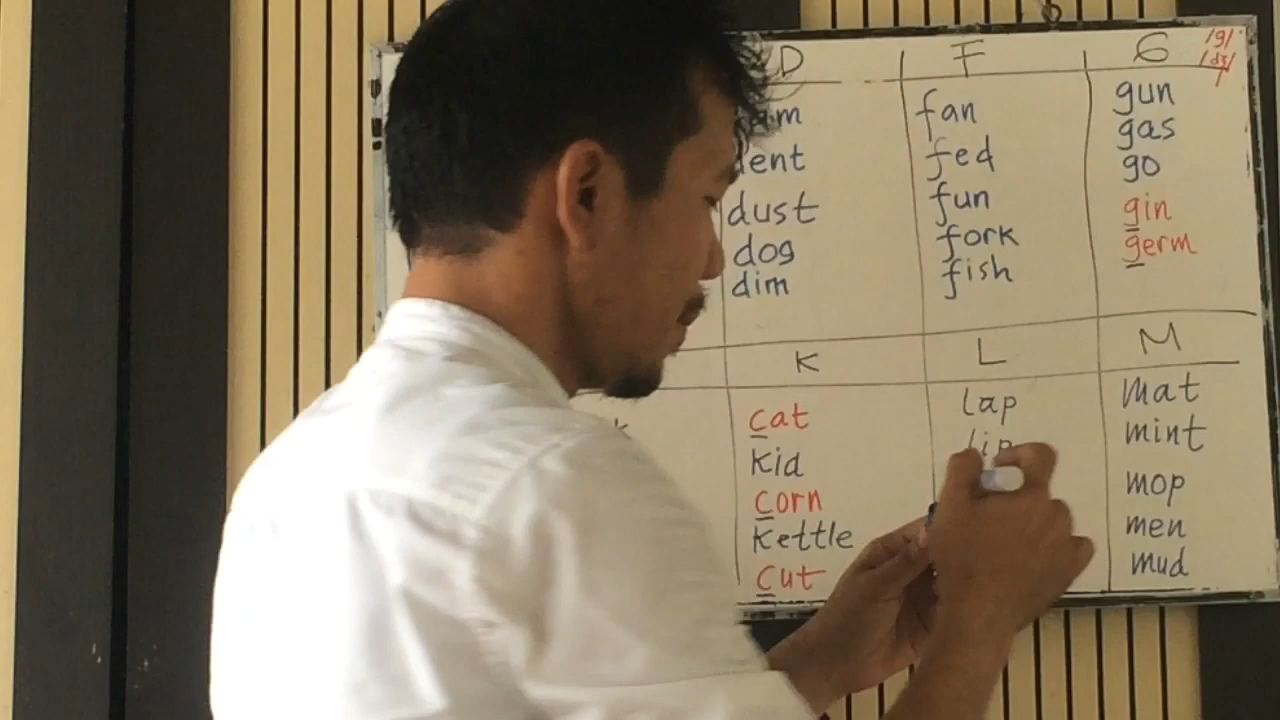 D F G /g/
/dʒ/
fan gun
fed gas
dust fun go
dog fork gin
dim fish germ
K L M
cat lap mat
kid lip mint
corn mop
kettle men
cut mud